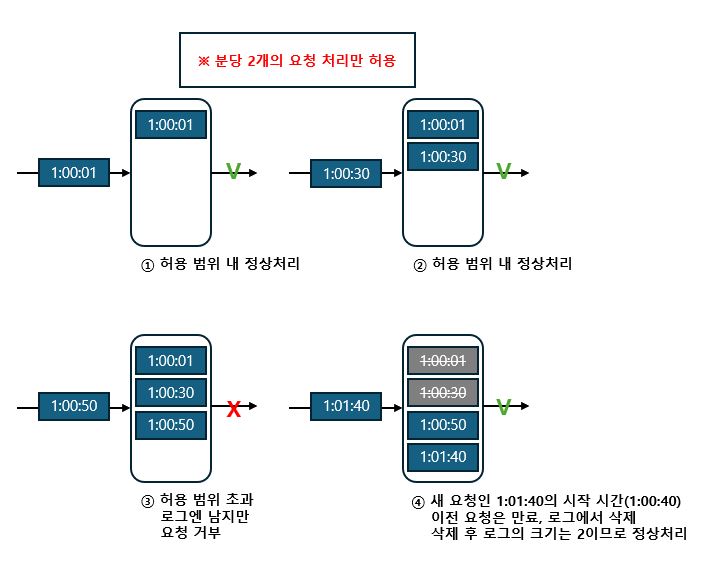 ※ 분당 2개의 요청 처리만 허용
1:00:01
1:00:01
V
① 허용 범위 내 정상처리
1:00:01
1:00:30
1:00:30
V
② 허용 범위 내 정상처리
1:00:01
1:00:30
1:00:50
1:00:50
X
③ 허용 범위 초과
로그엔 남지만
요청 거부
1:00:01
1:00:30
1:00:50
1:01:40
1:01:40
V
④ 새 요청인 1:01:40의 시작 시간(1:00:40)
이전 요청은 만료, 로그에서 삭제
삭제 후 로그의 크기는 2이므로 정상처리